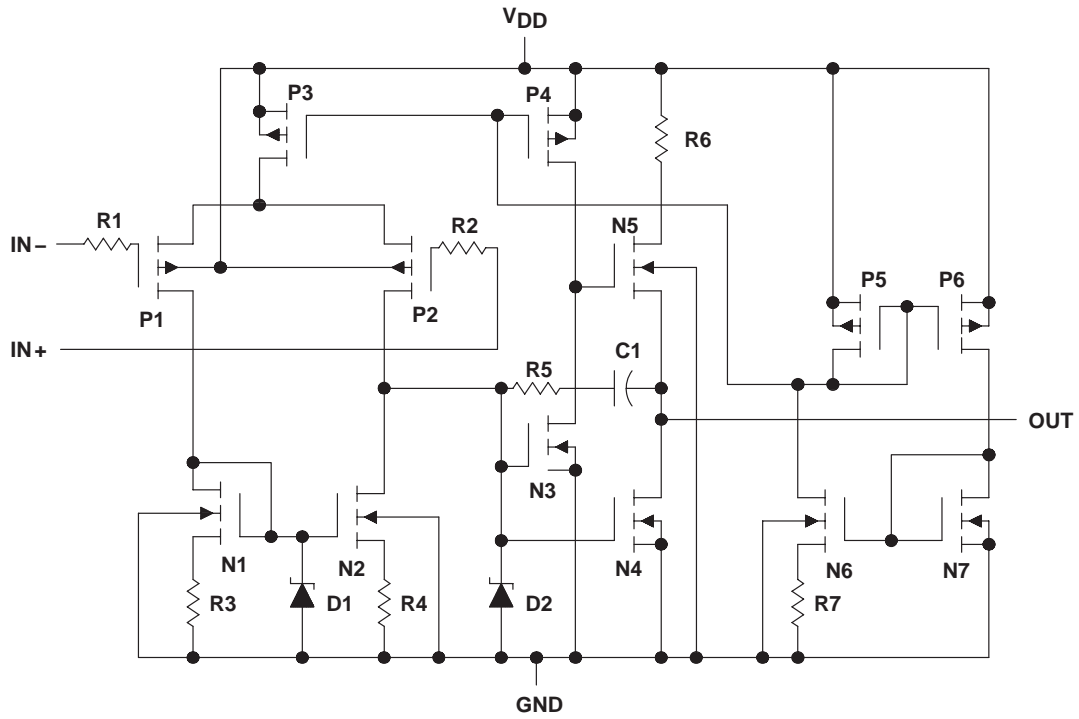 VDD
P3
P4
R6
R1
R2
N5
IN−
P5
P6
P1
P2
IN+
R5
C1
OUT
N3
N1
N2
N4
N6
N7
R3
D1
R4
D2
R7
GND